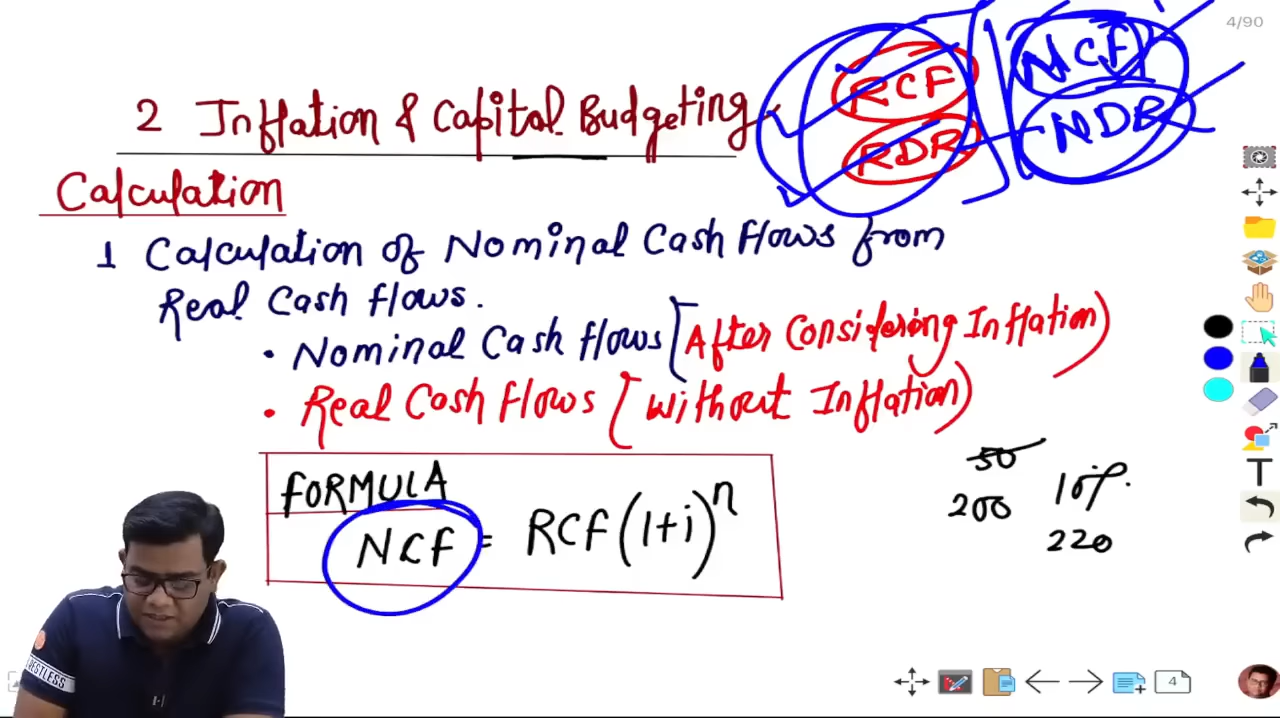 4/90
RCF
RDR
NCF
NDR
2 Inflation & Capital Budgeting
Calculation
1 Calculation of Nominal Cash flows from
Real Cash flows.
• Nominal Cash flows [After Considering Inflation)
• Real Cash flows [without Inflation)
FORMULA
NCF = RCF(1+i)^n
50
200
10%.
220
RESTLESS
T
4